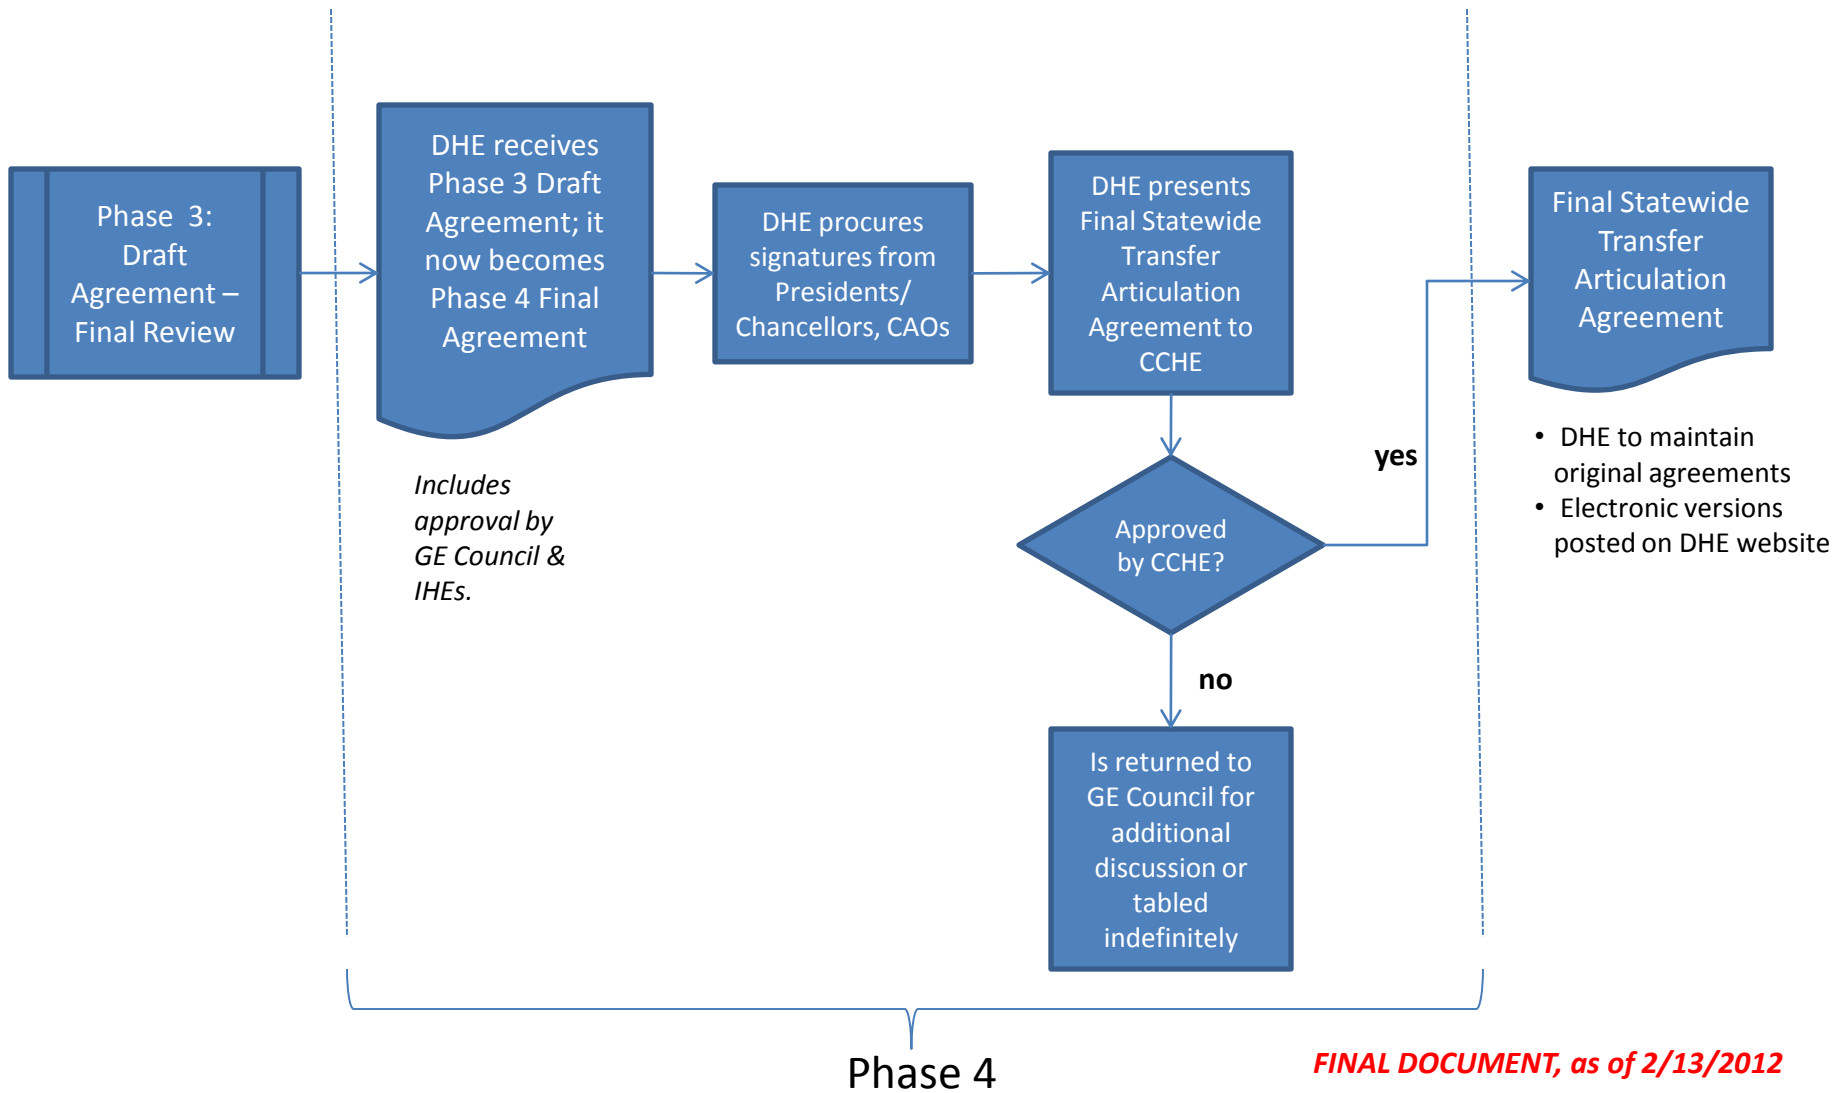 Phase  3:
Draft
Agreement –
Final Review
DHE receives
Phase 3 Draft
Agreement; it
now becomes
Phase 4 Final
Agreement
Includes
approval by
GE Council &
IHEs.
DHE procures
signatures from
Presidents/
Chancellors, CAOs
DHE presents
Final Statewide
Transfer
Articulation
Agreement to
CCHE
Approved
by CCHE?
yes
no
Is returned to
GE Council for
additional
discussion or
tabled
indefinitely
Final Statewide
Transfer
Articulation
Agreement
• DHE to maintain
original agreements
• Electronic versions
posted on DHE website
Phase 4
FINAL DOCUMENT, as of 2/13/2012